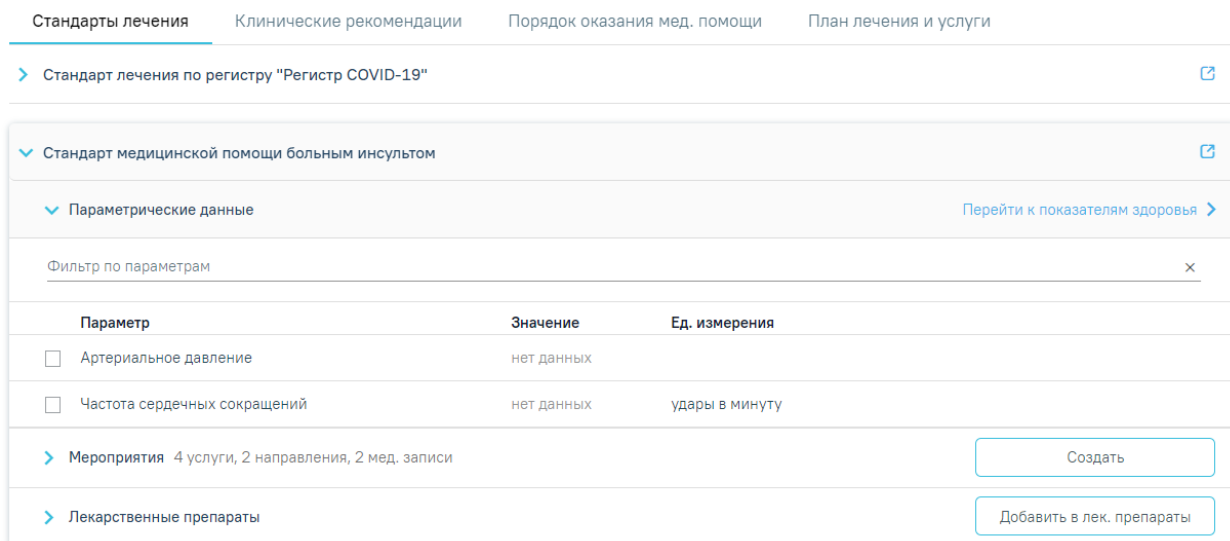 Стандарты лечения Клинические рекомендации Порядок оказания мед. помощи План лечения и услуги
Стандарт лечения по регистру "Регистр COVID-19"
Стандарт медицинской помощи больным инсультом
Параметрические данные Перейти к показателям здоровья
Фильтр по параметрам
Параметр Значение Ед. измерения
Артериальное давление нет данных
Частота сердечных сокращений нет данных удары в минуту
Мероприятия 4 услуги, 2 направления, 2 мед. записи Создать
Лекарственные препараты Добавить в лек. препараты